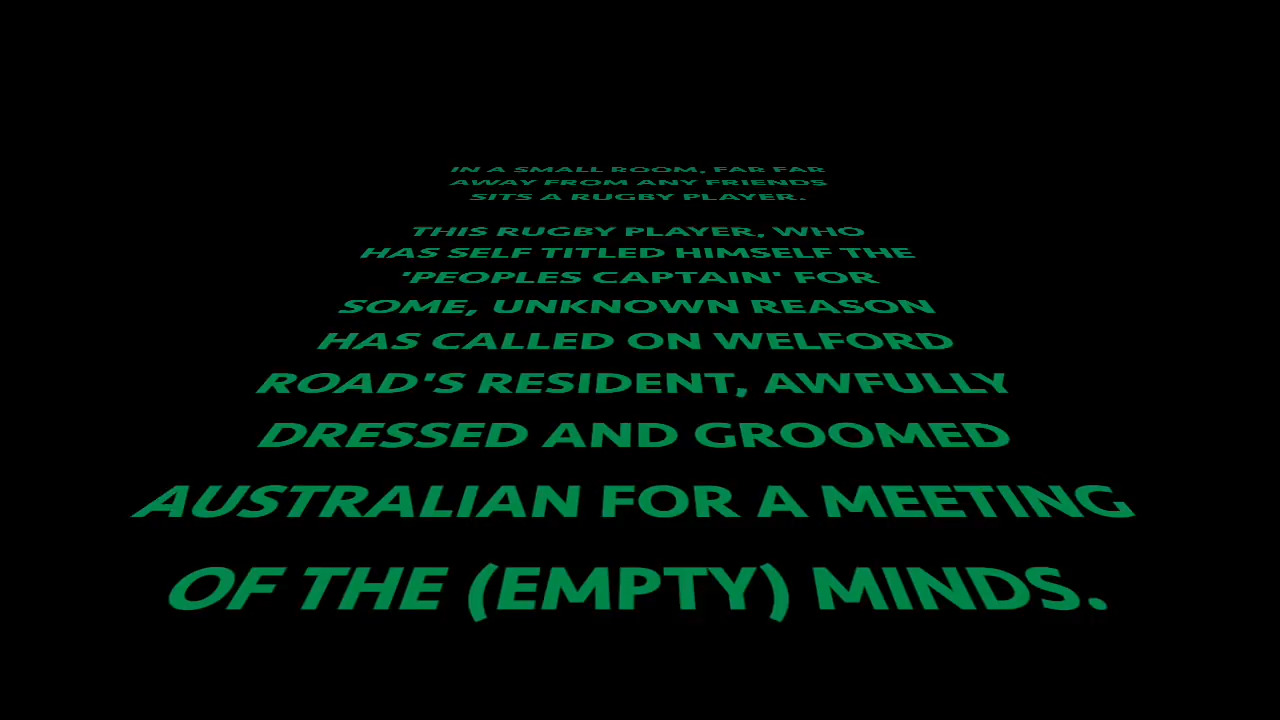 IN A SMALL ROOM, FAR FAR
AWAY FROM ANY FRIENDS
SITS A RUGBY PLAYER.
THIS RUGBY PLAYER, WHO
HAS SELF TITLED HIMSELF THE
'PEOPLES CAPTAIN' FOR
SOME, UNKNOWN REASON
HAS CALLED ON WELFORD
ROAD'S RESIDENT, AWFULLY
DRESSED AND GROOMED
AUSTRALIAN FOR A MEETING
OF THE (EMPTY) MINDS.